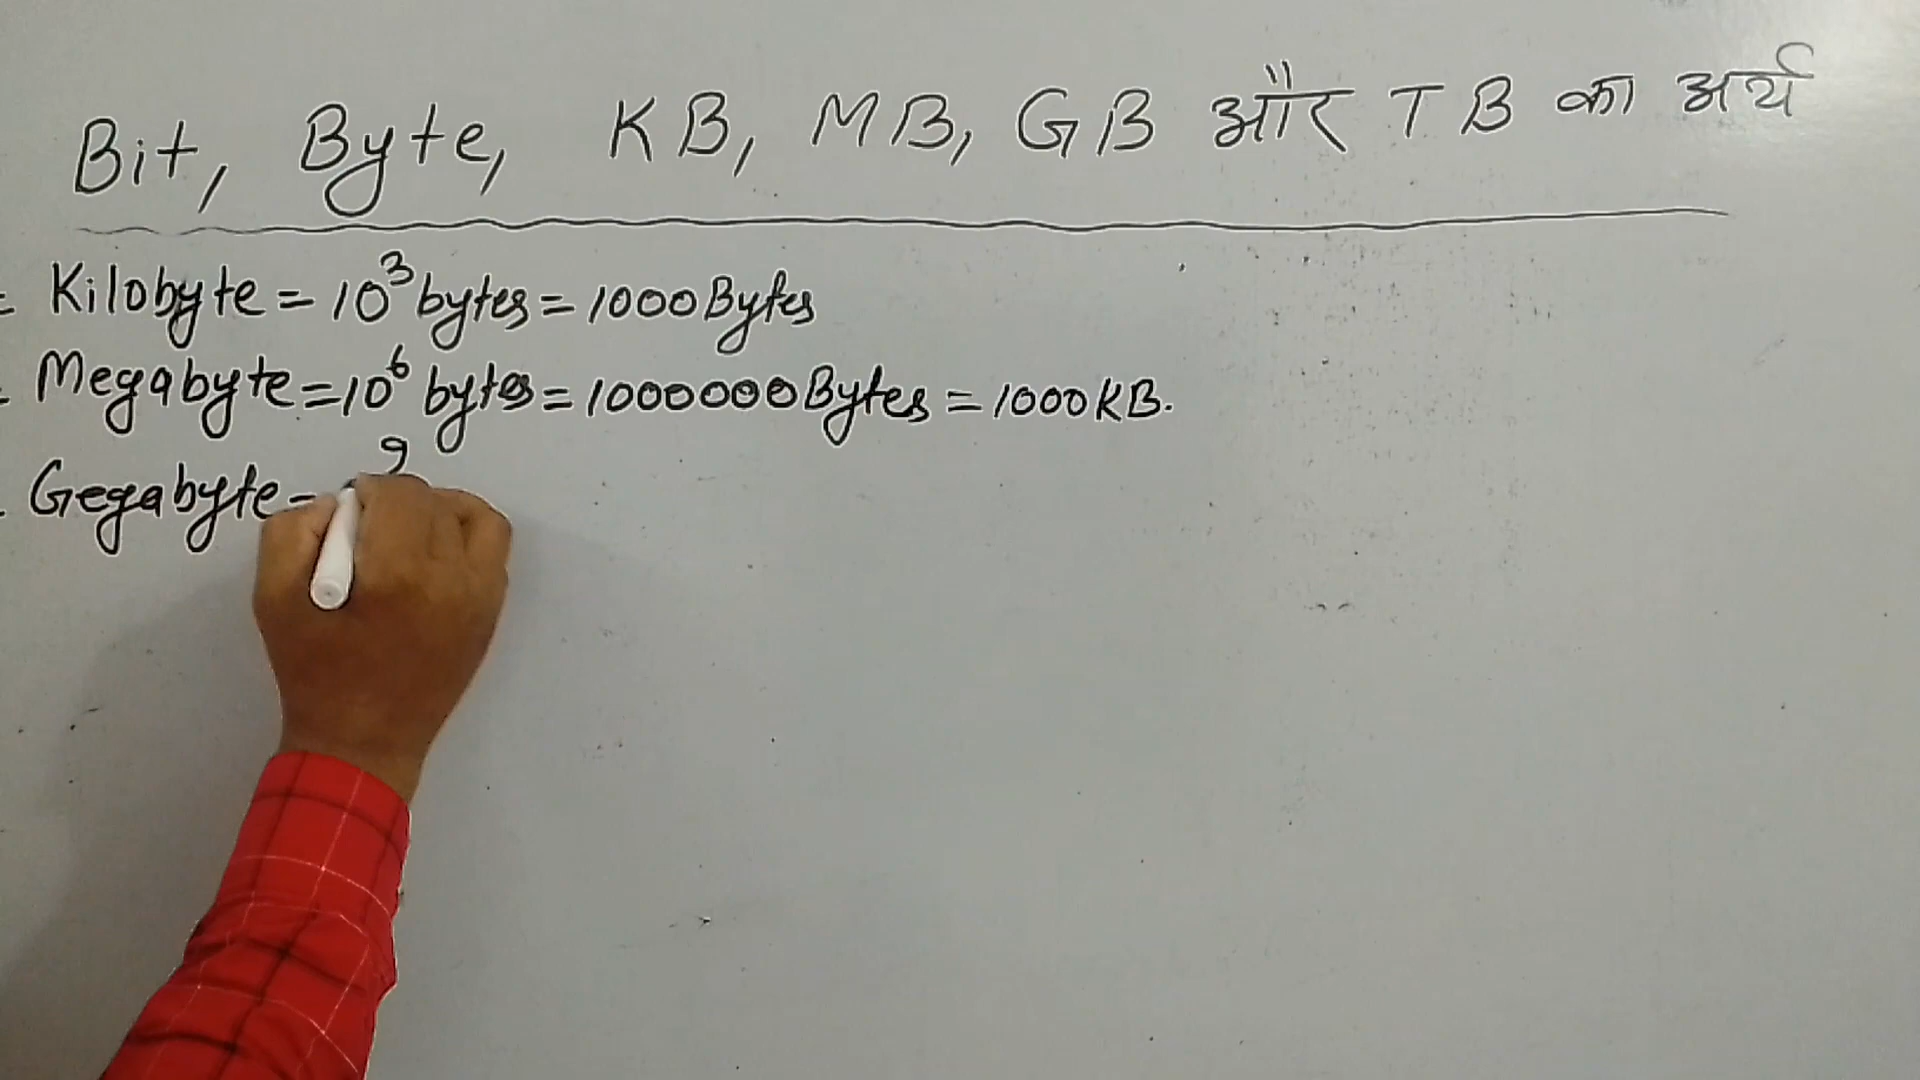 Bit, Byte, KB, MB, GB और TB का अर्थ
= Kilobyte = 10³ bytes = 1000 Bytes
= Megabyte = 10⁶ bytes = 1000000 Bytes = 1000 KB.
Gegabyte = 9